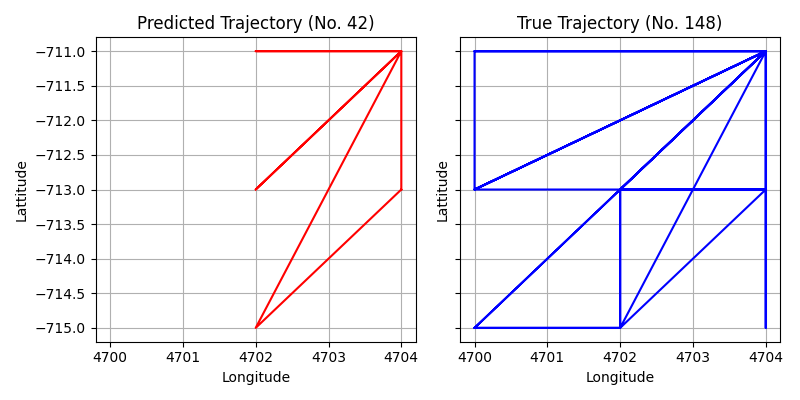 Predicted Trajectory (No. 42)
True Trajectory (No. 148)
−711.0
−711.5
−712.0
−712.5
−713.0
−713.5
−714.0
−714.5
−715.0
Lattitude
Lattitude
4700 4701 4702 4703 4704
4700 4701 4702 4703 4704
Longitude
Longitude